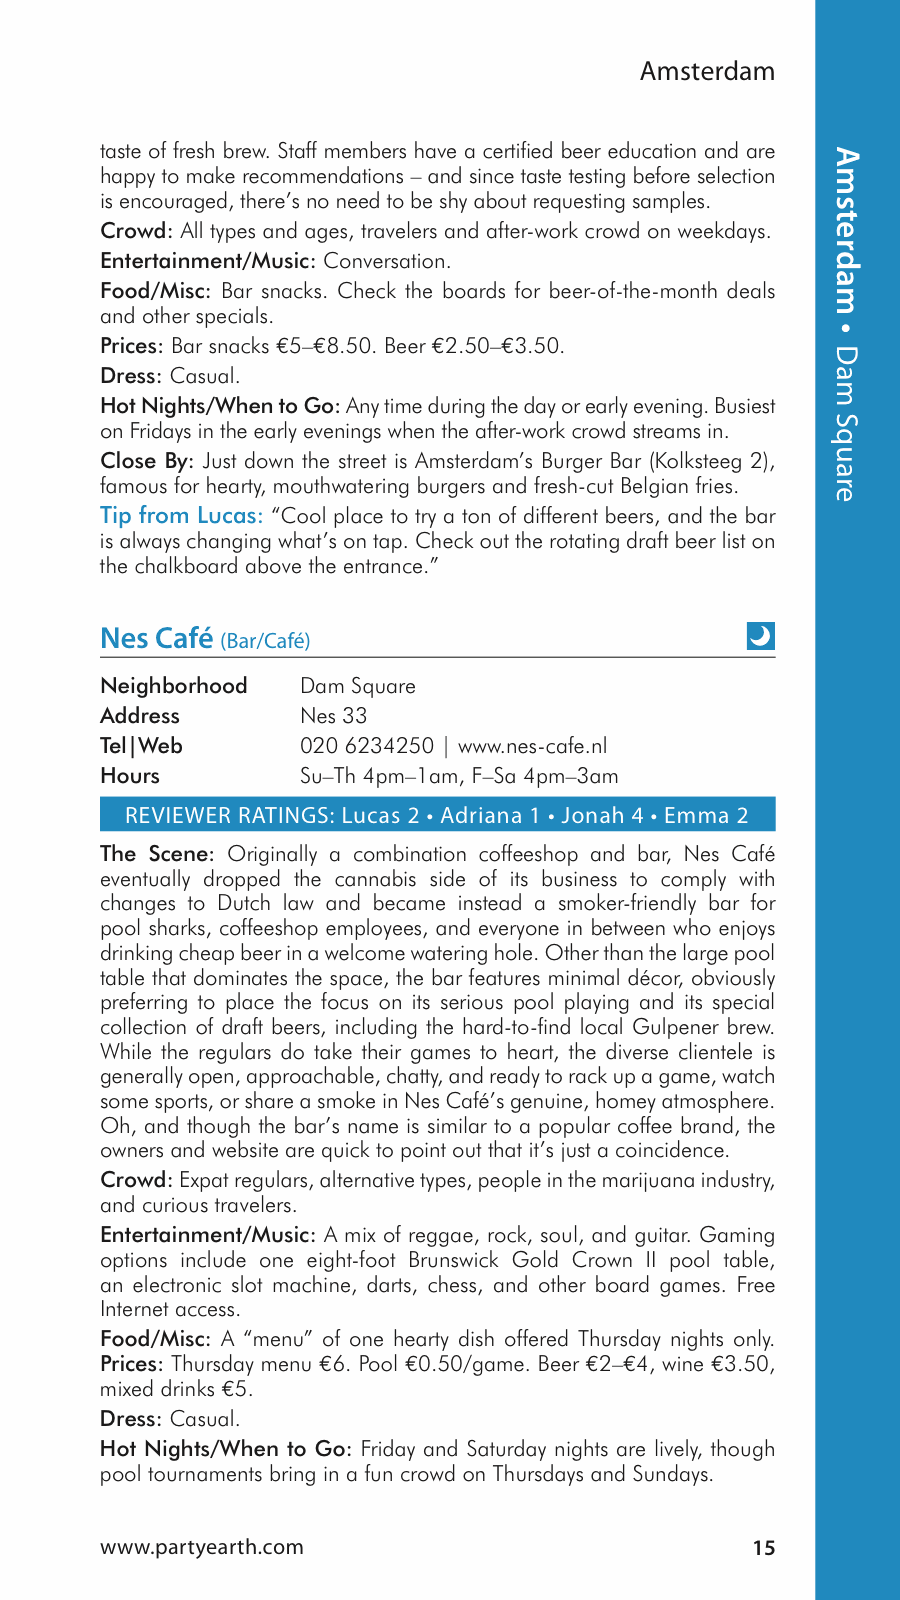 Amsterdam
taste of fresh brew. Staff members have a certified beer education and are
happy to make recommendations – and since taste testing before selection
is encouraged, there’s no need to be shy about requesting samples.
Crowd: All types and ages, travelers and after-work crowd on weekdays.
Entertainment/Music: Conversation.
Food/Misc: Bar snacks. Check the boards for beer-of-the-month deals
and other specials.
Prices: Bar snacks €5–€8.50. Beer €2.50–€3.50.
Dress: Casual.
Hot Nights/When to Go: Any time during the day or early evening. Busiest
on Fridays in the early evenings when the after-work crowd streams in.
Close By: Just down the street is Amsterdam’s Burger Bar (Kolksteeg 2),
famous for hearty, mouthwatering burgers and fresh-cut Belgian fries.
Tip from Lucas: “Cool place to try a ton of different beers, and the bar
is always changing what’s on tap. Check out the rotating draft beer list on
the chalkboard above the entrance.”
Nes Café (Bar/Café)
Neighborhood Dam Square
Address Nes 33
Tel|Web 020 6234250 | www.nes-cafe.nl
Hours Su–Th 4pm–1am, F–Sa 4pm–3am
REVIEWER RATINGS: Lucas 2 • Adriana 1 • Jonah 4 • Emma 2
The Scene: Originally a combination coffeeshop and bar, Nes Café
eventually dropped the cannabis side of its business to comply with
changes to Dutch law and became instead a smoker-friendly bar for
pool sharks, coffeeshop employees, and everyone in between who enjoys
drinking cheap beer in a welcome watering hole. Other than the large pool
table that dominates the space, the bar features minimal décor, obviously
preferring to place the focus on its serious pool playing and its special
collection of draft beers, including the hard-to-find local Gulpener brew.
While the regulars do take their games to heart, the diverse clientele is
generally open, approachable, chatty, and ready to rack up a game, watch
some sports, or share a smoke in Nes Café’s genuine, homey atmosphere.
Oh, and though the bar’s name is similar to a popular coffee brand, the
owners and website are quick to point out that it’s just a coincidence.
Crowd: Expat regulars, alternative types, people in the marijuana industry,
and curious travelers.
Entertainment/Music: A mix of reggae, rock, soul, and guitar. Gaming
options include one eight-foot Brunswick Gold Crown II pool table,
an electronic slot machine, darts, chess, and other board games. Free
Internet access.
Food/Misc: A “menu” of one hearty dish offered Thursday nights only.
Prices: Thursday menu €6. Pool €0.50/game. Beer €2–€4, wine €3.50,
mixed drinks €5.
Dress: Casual.
Hot Nights/When to Go: Friday and Saturday nights are lively, though
pool tournaments bring in a fun crowd on Thursdays and Sundays.
www.partyearth.com 15
Amsterdam • Dam Square